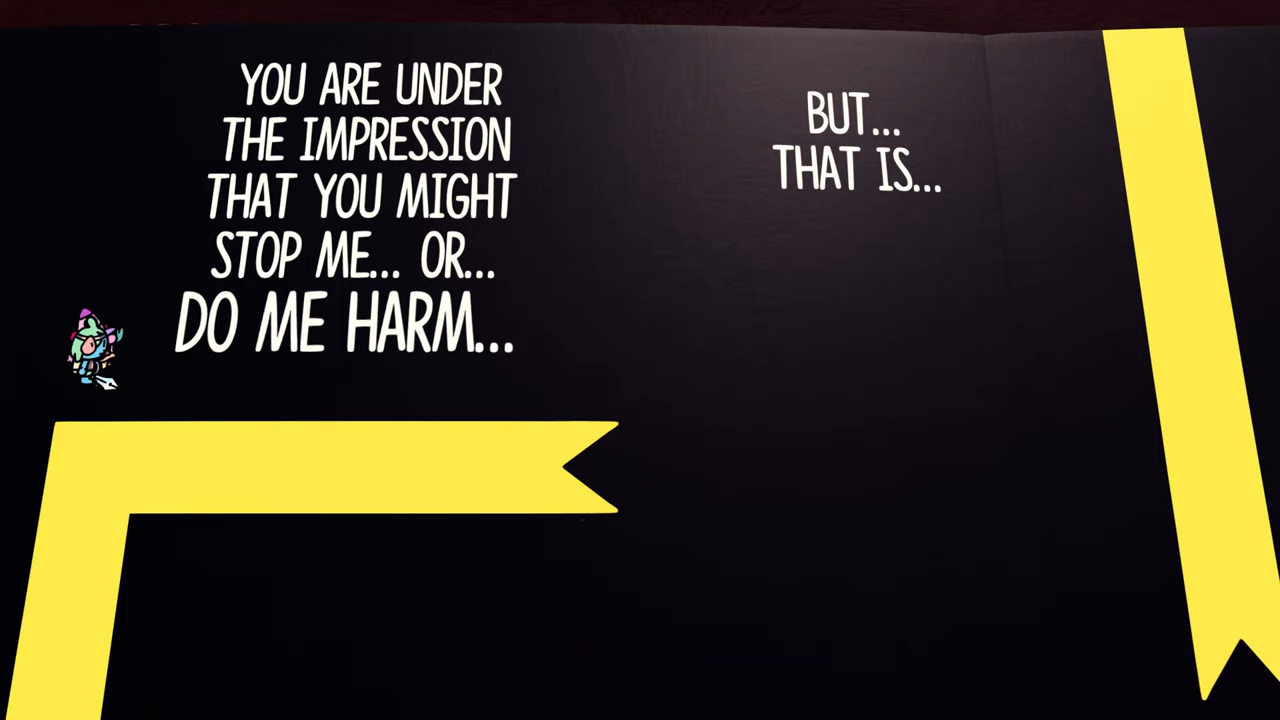 YOU ARE UNDER
THE IMPRESSION
THAT YOU MIGHT
STOP ME... OR...
DO ME HARM...
BUT...
THAT IS...